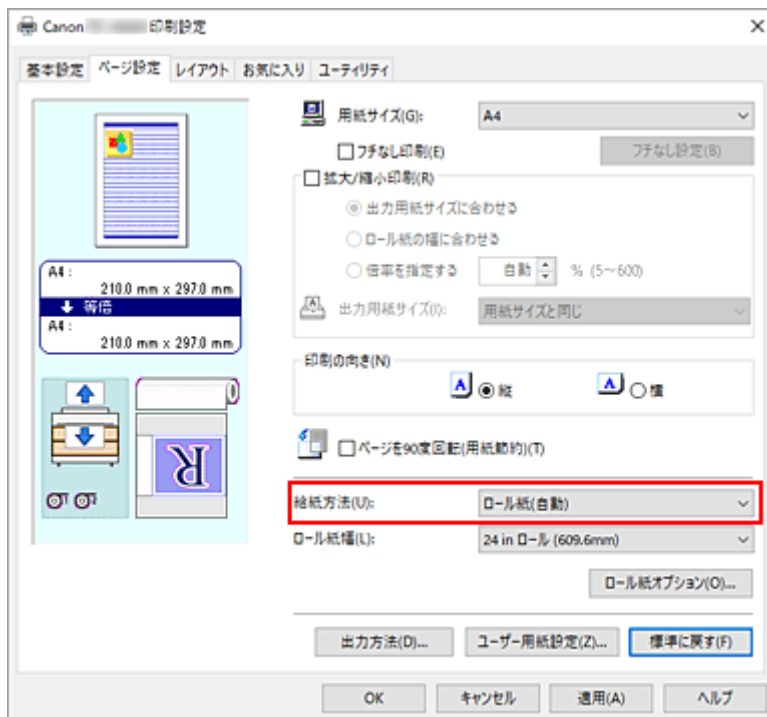 Canon 印刷設定
基本設定 ページ設定 レイアウト お気に入り ユーティリティ
用紙サイズ(G): A4
フチなし印刷(E) フチなし設定(B)
拡大/縮小印刷(R)
出力用紙サイズに合わせる
ロール紙の幅に合わせる
倍率を指定する 自動 % (5～600)
出力用紙サイズ(I): 用紙サイズと同じ
A4 :
210.0 mm x 297.0 mm
等倍
A4 :
210.0 mm x 297.0 mm
印刷の向き(N)
A 縦 A 横
ページを90度回転(用紙節約)(T)
R
給紙方法(U): ロール紙(自動)
ロール紙幅(L): 24 in ロール (609.6mm)
ロール紙オプション(O)...
出力方法(D)... ユーザー用紙設定(Z)... 標準に戻す(F)
OK キャンセル 適用(A) ヘルプ